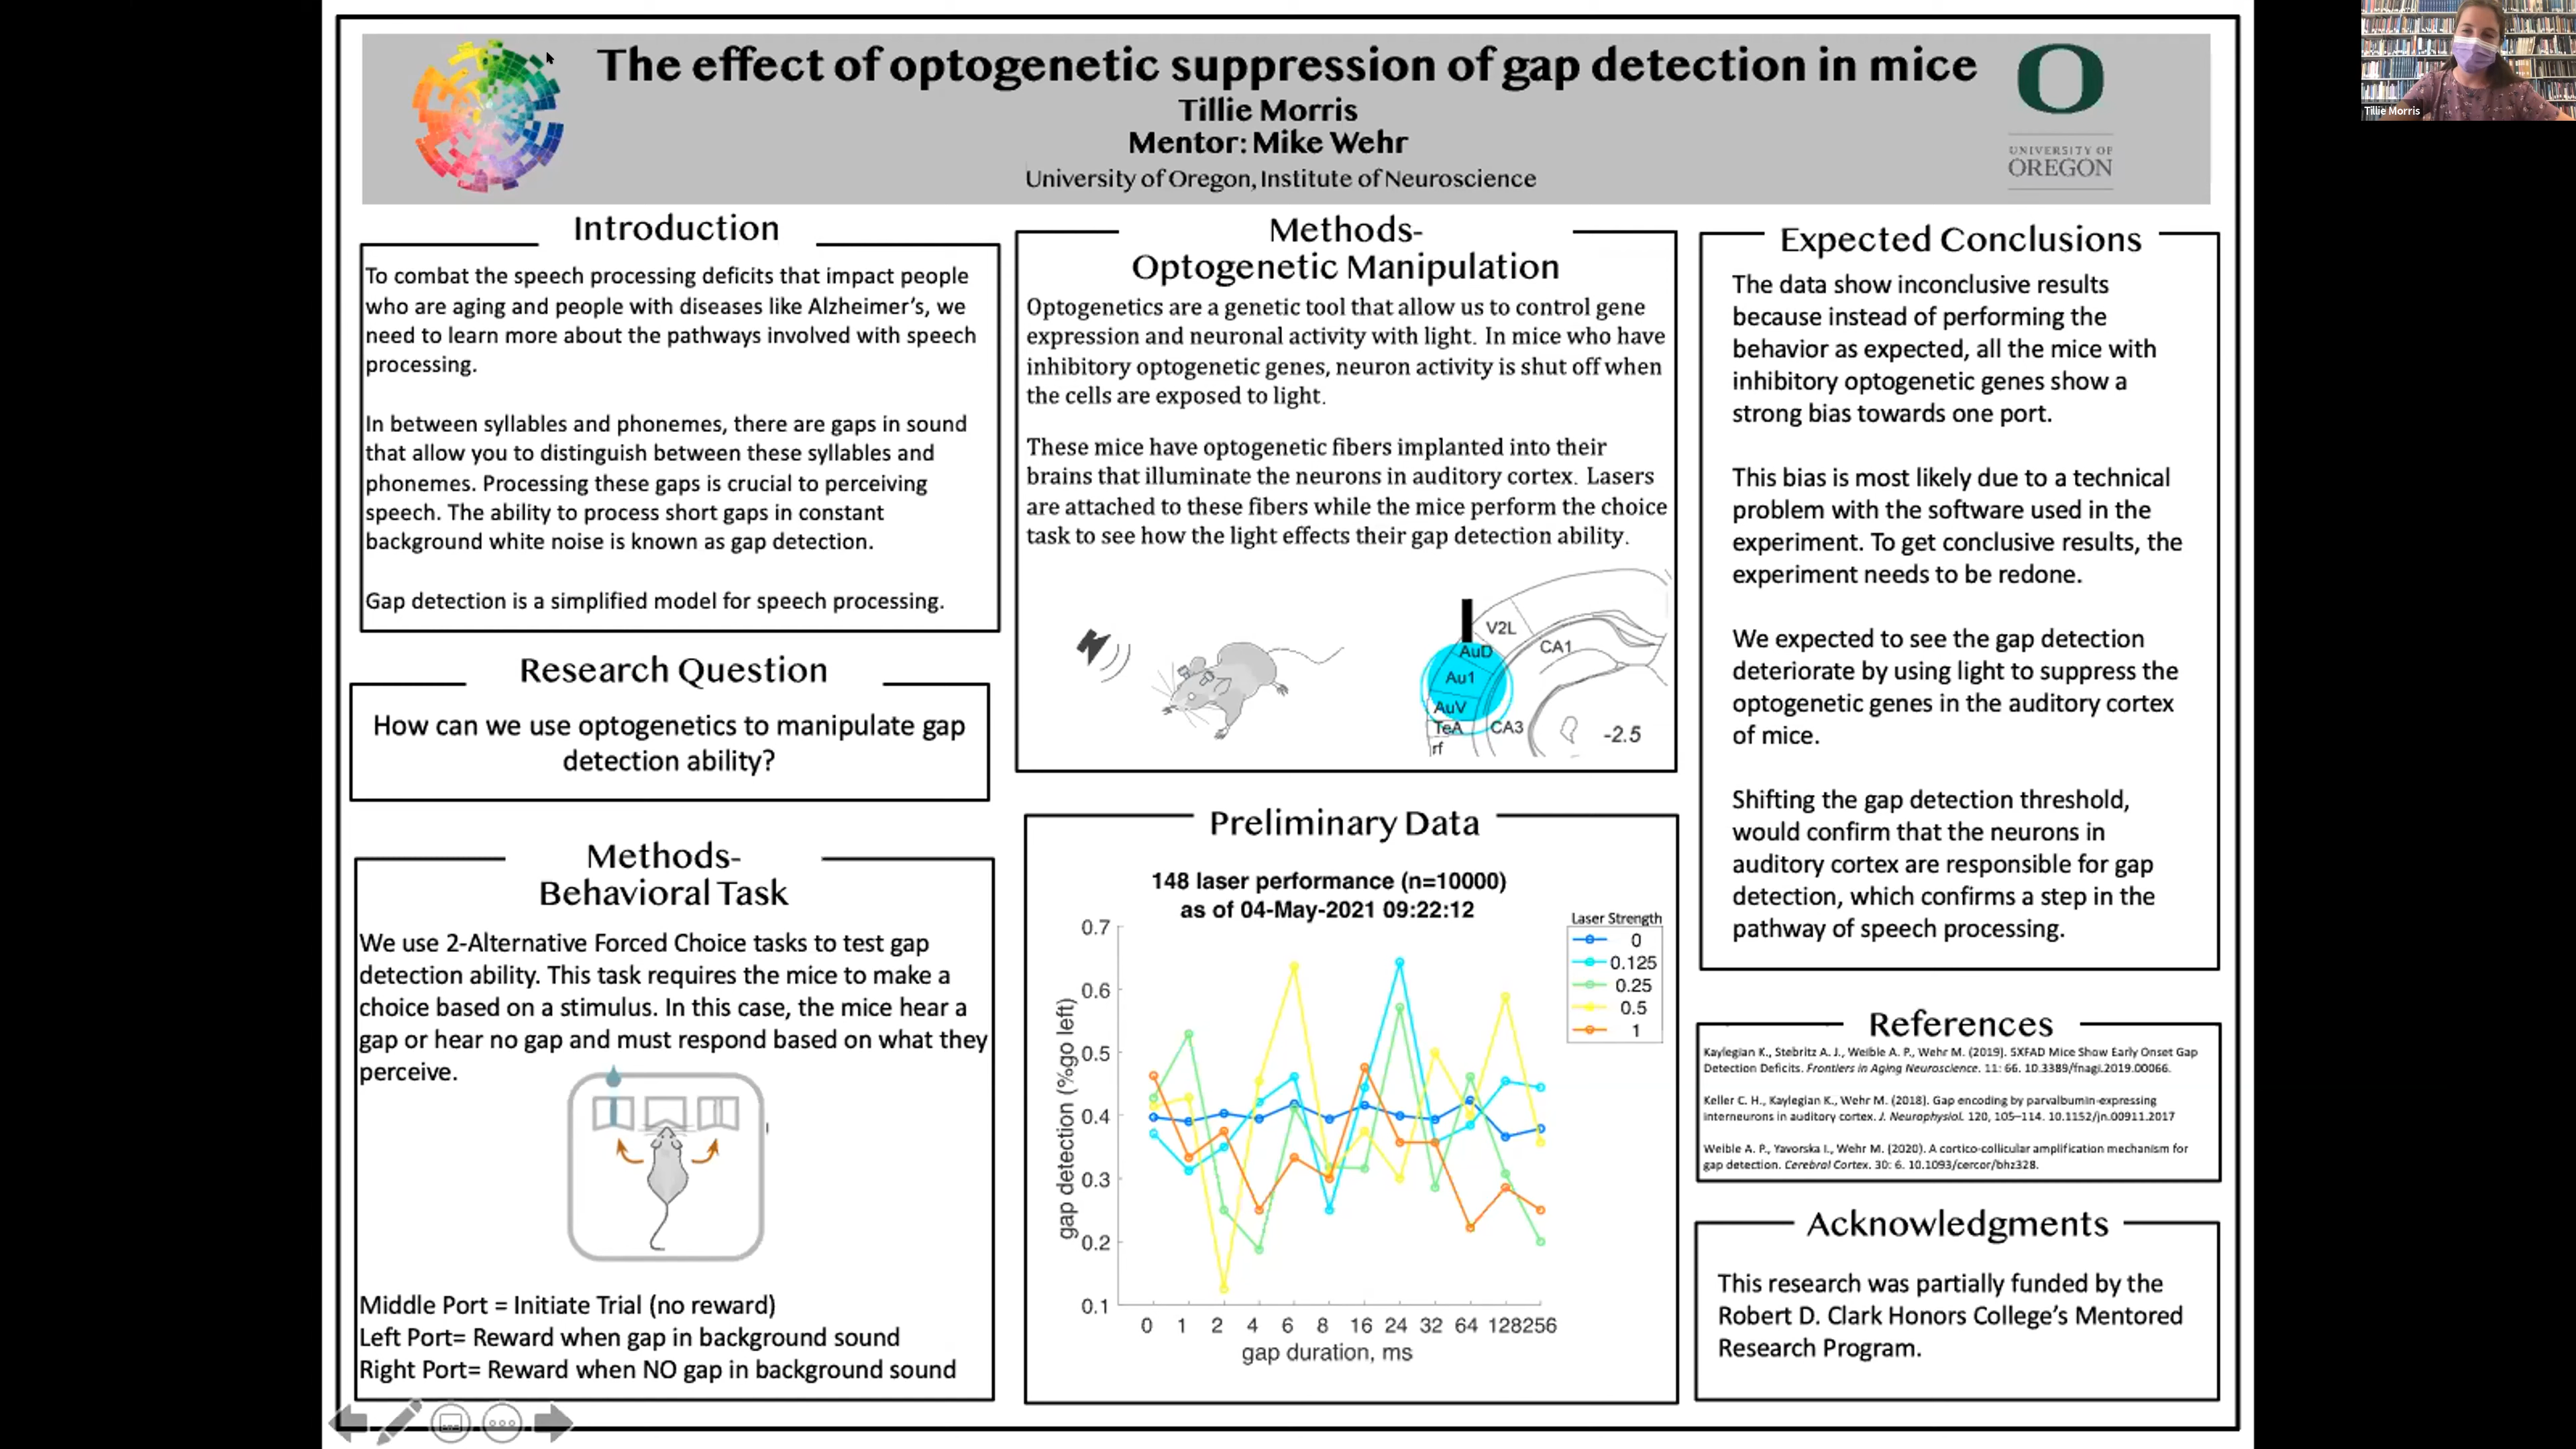 The effect of optogenetic suppression of gap detection in mice
Tillie Morris
Mentor: Mike Wehr
University of Oregon, Institute of Neuroscience
O
UNIVERSITY OF
OREGON
Tillie Morris
Introduction
To combat the speech processing deficits that impact people
who are aging and people with diseases like Alzheimer's, we
need to learn more about the pathways involved with speech
processing.
In between syllables and phonemes, there are gaps in sound
that allow you to distinguish between these syllables and
phonemes. Processing these gaps is crucial to perceiving
speech. The ability to process short gaps in constant
background white noise is known as gap detection.
Gap detection is a simplified model for speech processing.
Research Question
How can we use optogenetics to manipulate gap
detection ability?
Methods-
Behavioral Task
We use 2-Alternative Forced Choice tasks to test gap
detection ability. This task requires the mice to make a
choice based on a stimulus. In this case, the mice hear a
gap or hear no gap and must respond based on what they
perceive.
Middle Port = Initiate Trial (no reward)
Left Port= Reward when gap in background sound
Right Port= Reward when NO gap in background sound
Methods-
Optogenetic Manipulation
Optogenetics are a genetic tool that allow us to control gene
expression and neuronal activity with light. In mice who have
inhibitory optogenetic genes, neuron activity is shut off when
the cells are exposed to light.
These mice have optogenetic fibers implanted into their
brains that illuminate the neurons in auditory cortex. Lasers
are attached to these fibers while the mice perform the choice
task to see how the light effects their gap detection ability.
V2L
AuD
CA1
Au1
AuV
TeA
CA3
rf
-2.5
Preliminary Data
148 laser performance (n=10000)
as of 04-May-2021 09:22:12
Laser Strength
0
0.125
0.25
0.5
1
gap detection (%go left)
0.7
0.6
0.5
0.4
0.3
0.2
0.1
0 1 2 4 6 8 16 24 32 64 128256
gap duration, ms
Expected Conclusions
The data show inconclusive results
because instead of performing the
behavior as expected, all the mice with
inhibitory optogenetic genes show a
strong bias towards one port.
This bias is most likely due to a technical
problem with the software used in the
experiment. To get conclusive results, the
experiment needs to be redone.
We expected to see the gap detection
deteriorate by using light to suppress the
optogenetic genes in the auditory cortex
of mice.
Shifting the gap detection threshold,
would confirm that the neurons in
auditory cortex are responsible for gap
detection, which confirms a step in the
pathway of speech processing.
References
Kaylegian K., Stebritz A. J., Weible A. P., Wehr M. (2019). 5XFAD Mice Show Early Onset Gap
Detection Deficits. Frontiers in Aging Neuroscience. 11: 66. 10.3389/fnagi.2019.00066.
Keller C. H., Kaylegian K., Wehr M. (2018). Gap encoding by parvalbumin-expressing
interneurons in auditory cortex. J. Neurophysiol. 120, 105–114. 10.1152/jn.00911.2017
Weible A. P., Yavorska I., Wehr M. (2020). A cortico-collicular amplification mechanism for
gap detection. Cerebral Cortex. 30: 6. 10.1093/cercor/bhz328.
Acknowledgments
This research was partially funded by the
Robert D. Clark Honors College's Mentored
Research Program.